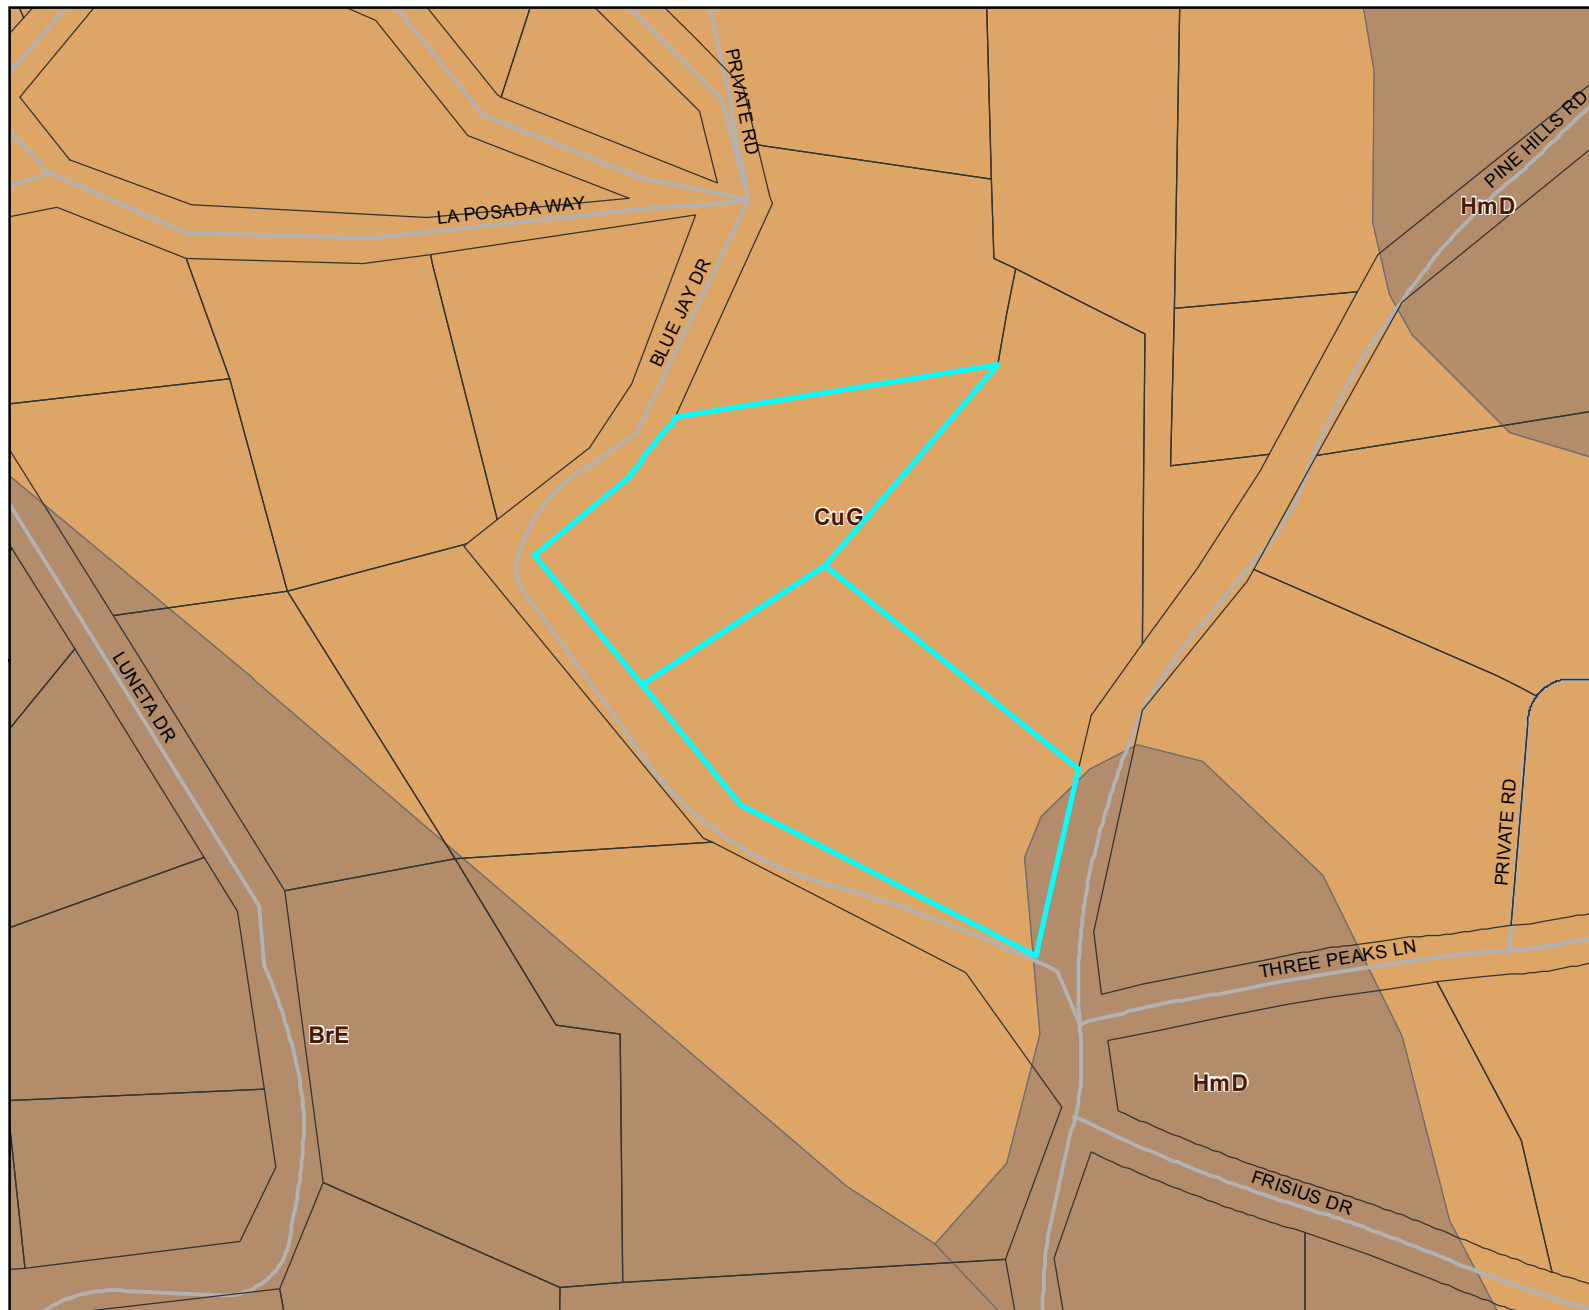 PRIVATE RD
PINE HILLS RD
HmD
LA POSADA WAY
BLUE JAY DR
CuG
LUNETA DR
PRIVATE RD
THREE PEAKS LN
BrE
HmD
FRISIUS DR